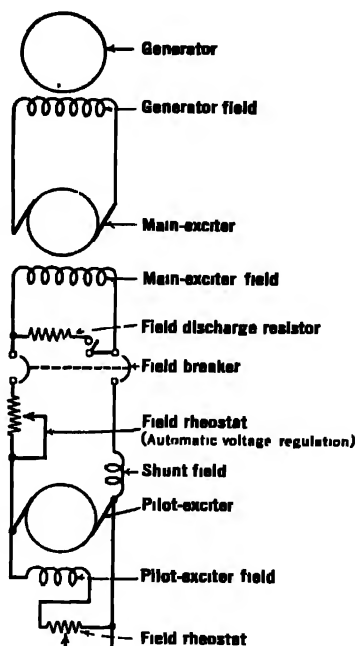 Generator
Generator field
Main-exciter
Main-exciter field
Field discharge resistor
Field breaker
Field rheostat
(Automatic voltage regulation)
Shunt field
Pilot-exciter
Pilot-exciter field
Field rheostat